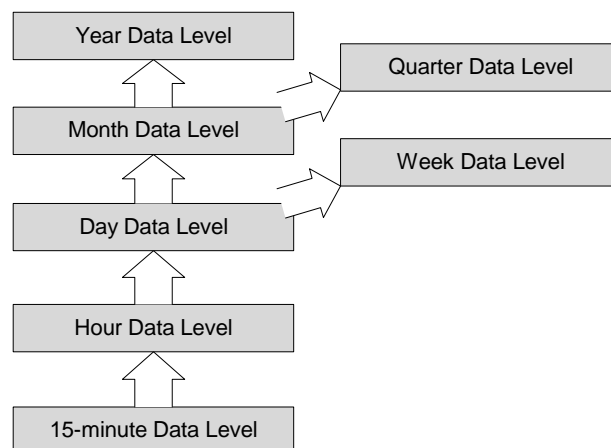 Year Data Level
Quarter Data Level
Month Data Level
Week Data Level
Day Data Level
Hour Data Level
15-minute Data Level